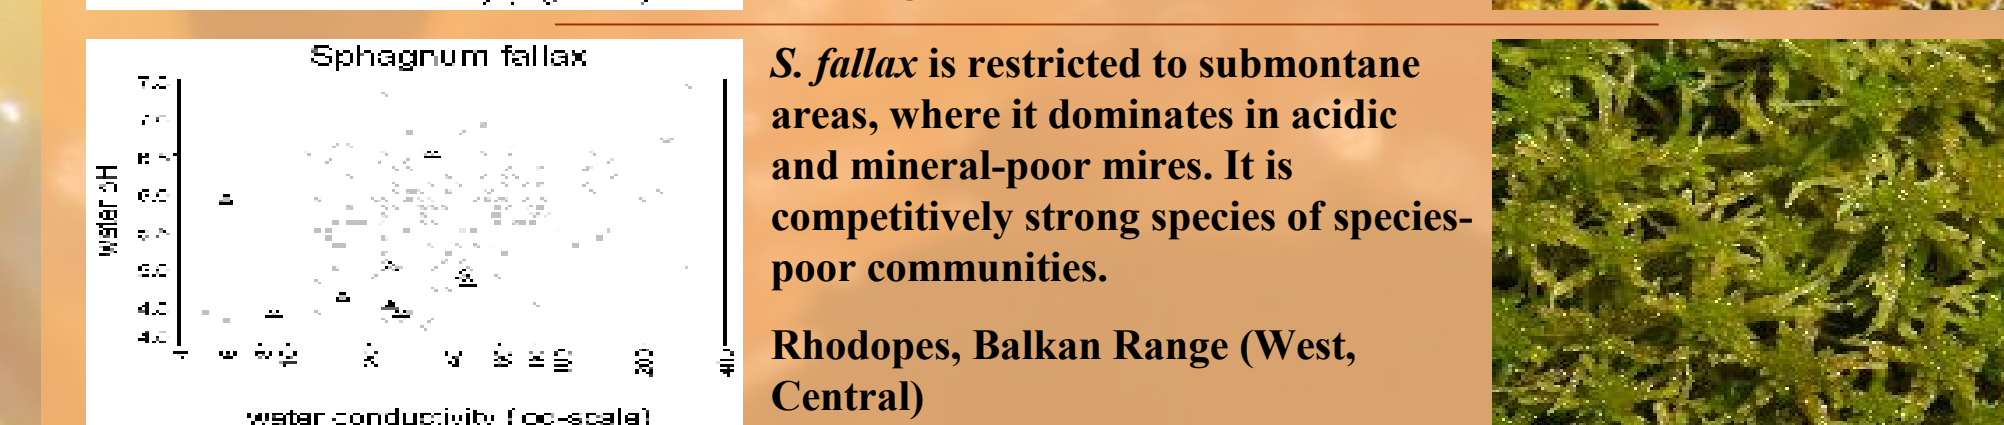 Sphagnum fallax
water pH
water conductivity (log-scale)
S. fallax is restricted to submontane
areas, where it dominates in acidic
and mineral-poor mires. It is
competitively strong species of species-
poor communities.
Rhodopes, Balkan Range (West,
Central)